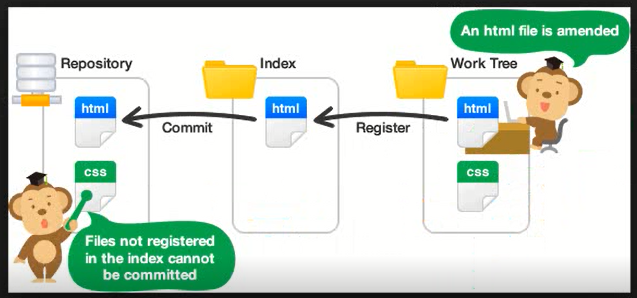 An html file is amended
Repository
Index
Work Tree
html
html
html
Commit
Register
css
css
Files not registered
in the index cannot
be committed